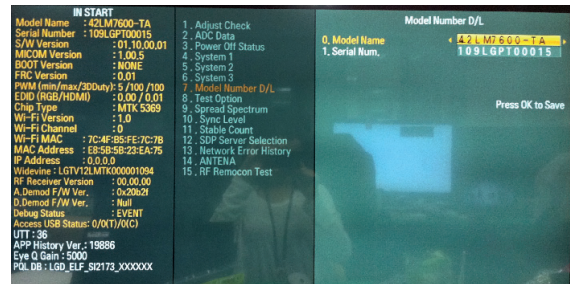 IN START
Model Name : 42LM7600-TA
Serial Number : 109LGPT00015
S/W Version : 01,10,00,01
MICOM Version : 1,00,5
BOOT Version : NONE
FRC Version : 0,01
PWM (min/max/3DDuty): 5 /100 /100
EDID (RGB/HDMI) : 0,00 / 0,01
Chip Type : MTK 5369
Wi-Fi Version : 1,0
Wi-Fi Channel : 0
Wi-Fi MAC : 7C:4F:B5:FE:7C:7B
MAC Address : E8:5B:5B:23:EA:75
IP Address : 0,0,0,0
Widevine : LGTV12LMTK000001094
RF Receiver Version : 00,00,00
A.Demod F/W Ver. : 0x20b2f
D.Demod F/W Ver. : Null
Debug Status : EVENT
Access USB Status: 0/0(T)/0(C)
UTT : 36
APP History Ver.: 19886
Eye Q Gain : 5000
PQL DB : LGD_ELF_SI2173_XXXXXX
1 . Adjust Check
2 . ADC Data
3 . Power Off Status
4 . System 1
5 . System 2
6 . System 3
7 . Model Number D/L
8 . Test Option
9 . Spread Spectrum
10 . Sync Level
11 . Stable Count
12 . SDP Server Selection
13 . Network Error History
14 . ANTENA
15 . RF Remocon Test
Model Number D/L
0. Model Name 42LM7600-TA
1. Serial Num. 109LGPT00015
Press OK to Save